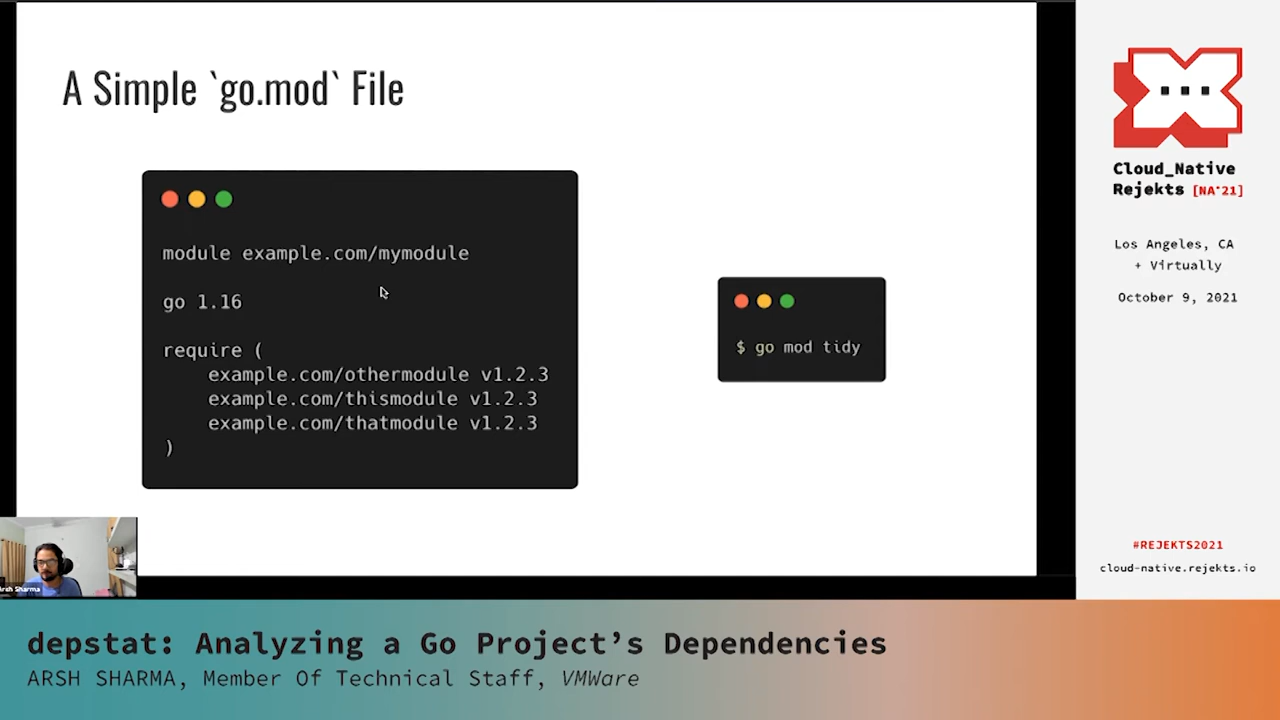 A Simple `go.mod` File
module example.com/mymodule
go 1.16
require (
example.com/othermodule v1.2.3
example.com/thismodule v1.2.3
example.com/thatmodule v1.2.3
)
$ go mod tidy
Arsh Sharma
Cloud_Native
Rejekts [NA'21]
Los Angeles, CA
+ Virtually
October 9, 2021
#REJEKTS2021
cloud-native.rejekts.io
depstat: Analyzing a Go Project’s Dependencies
ARSH SHARMA, Member Of Technical Staff, VMWare